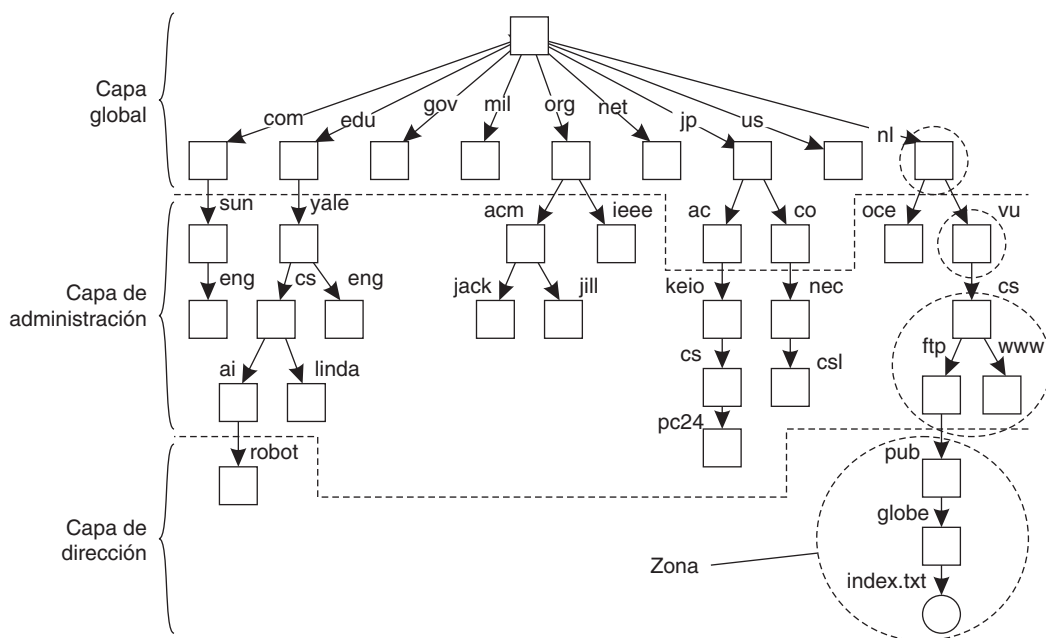 Capa
global
com
edu
gov
mil
org
net
jp
us
nl
sun
yale
acm
ieee
ac
co
oce
vu
Capa de
administración
eng
cs
eng
jack
jill
keio
nec
cs
ai
linda
cs
csl
ftp
www
pc24
robot
pub
Capa de
dirección
globe
Zona
index.txt